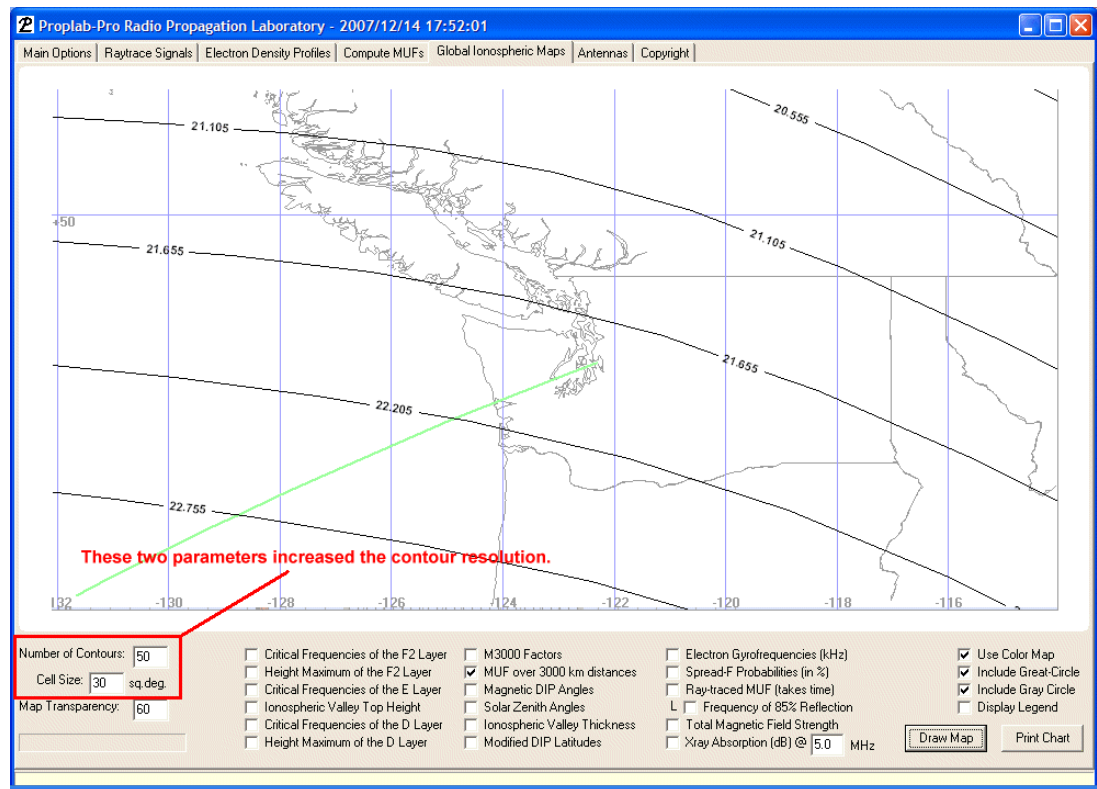 Proplab-Pro Radio Propagation Laboratory - 2007/12/14 17:52:01
Main Options
Raytrace Signals
Electron Density Profiles
Compute MUFs
Global Ionospheric Maps
Antennas
Copyright
20.555
21.105
21.105
+50
21.655
21.655
22.205
22.755
These two parameters increased the contour resolution.
132
-130
-128
-126
-124
-122
-120
-118
-116
Number of Contours: 50
Cell Size: 30 sq.deg.
Map Transparency: 60
Critical Frequencies of the F2 Layer
Height Maximum of the F2 Layer
Critical Frequencies of the E Layer
Ionospheric Valley Top Height
Critical Frequencies of the D Layer
Height Maximum of the D Layer
M3000 Factors
MUF over 3000 km distances
Magnetic DIP Angles
Solar Zenith Angles
Ionospheric Valley Thickness
Modified DIP Latitudes
Electron Gyrofrequencies (kHz)
Spread-F Probabilities (in %)
Ray-traced MUF (takes time)
L Frequency of 85% Reflection
Total Magnetic Field Strength
Xray Absorption (dB) @ 5.0 MHz
Use Color Map
Include Great-Circle
Include Gray Circle
Display Legend
Draw Map
Print Chart